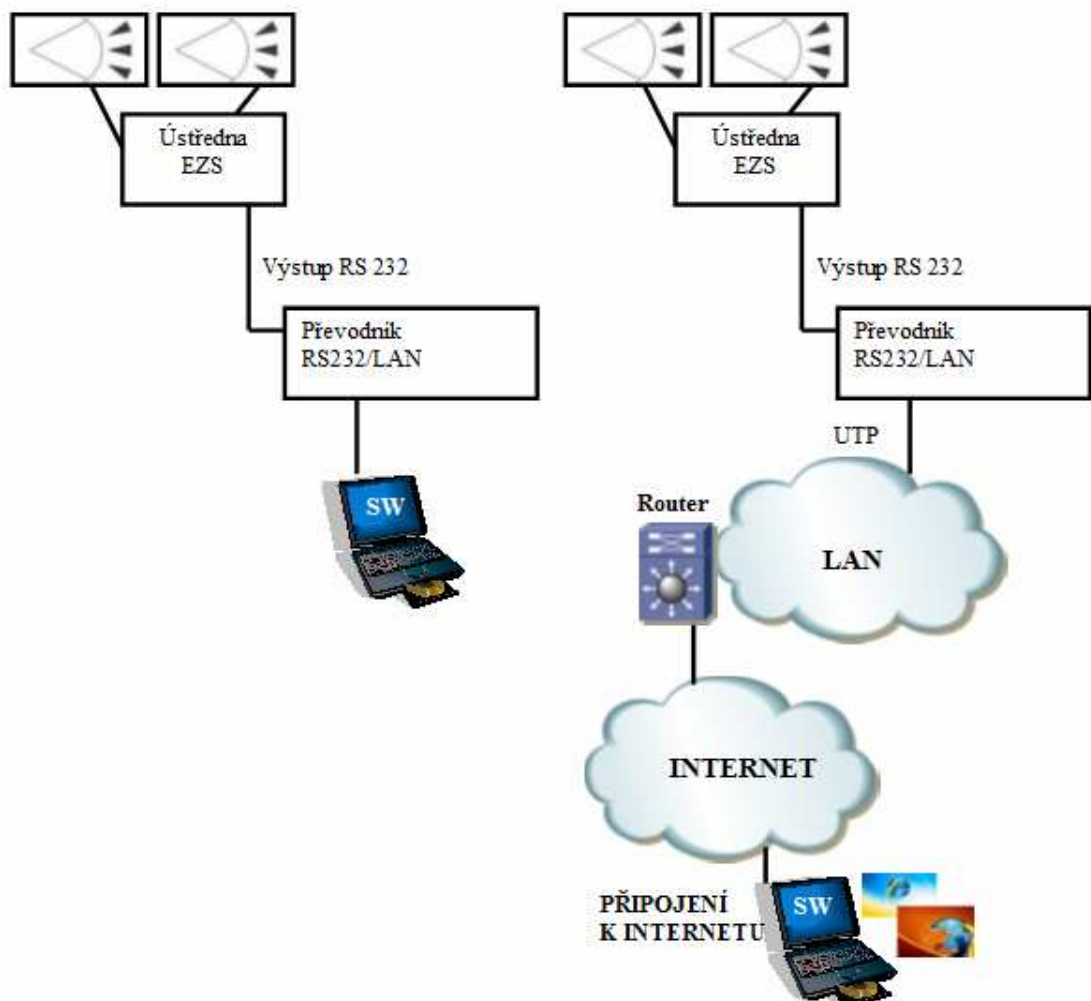 Ústředna
EZS
Výstup RS 232
Převodník
RS232/LAN
SW
Ústředna
EZS
Výstup RS 232
Převodník
RS232/LAN
UTP
Router
LAN
INTERNET
PŘIPOJENÍ
K INTERNETU
SW